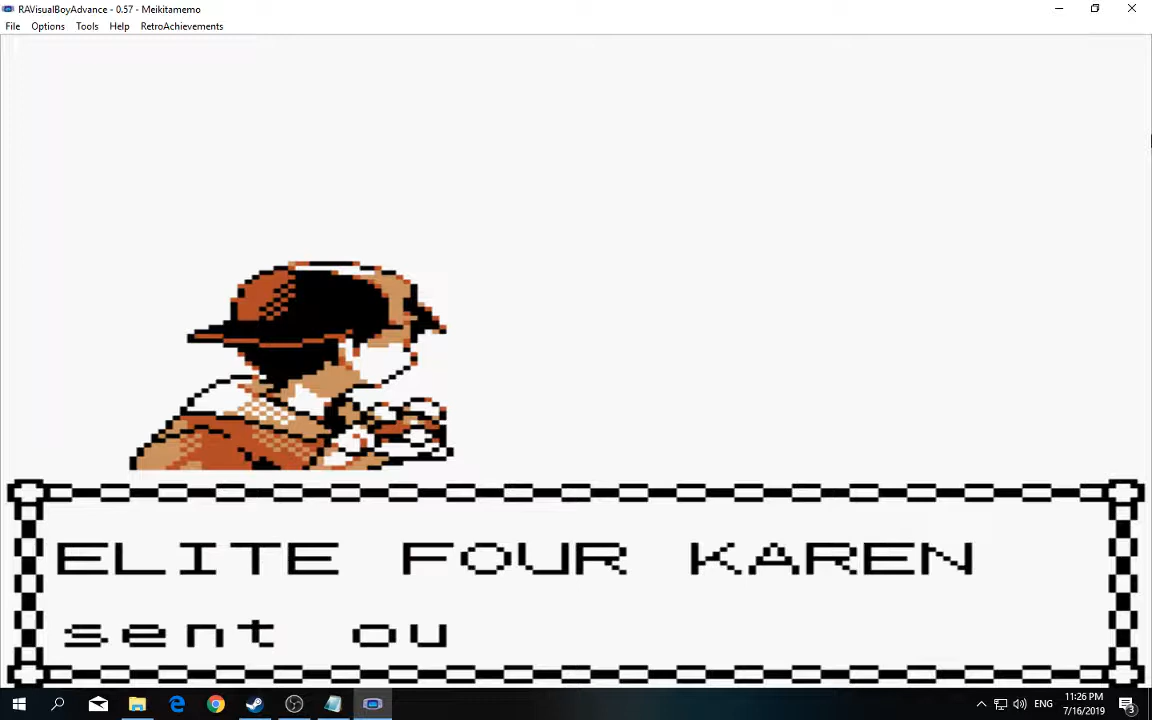 RAVisualBoyAdvance - 0.57 - Meikitamemo
File Options Tools Help RetroAchievements
ELITE FOUR KAREN
sent ou
ENG
11:26 PM
7/16/2019
3